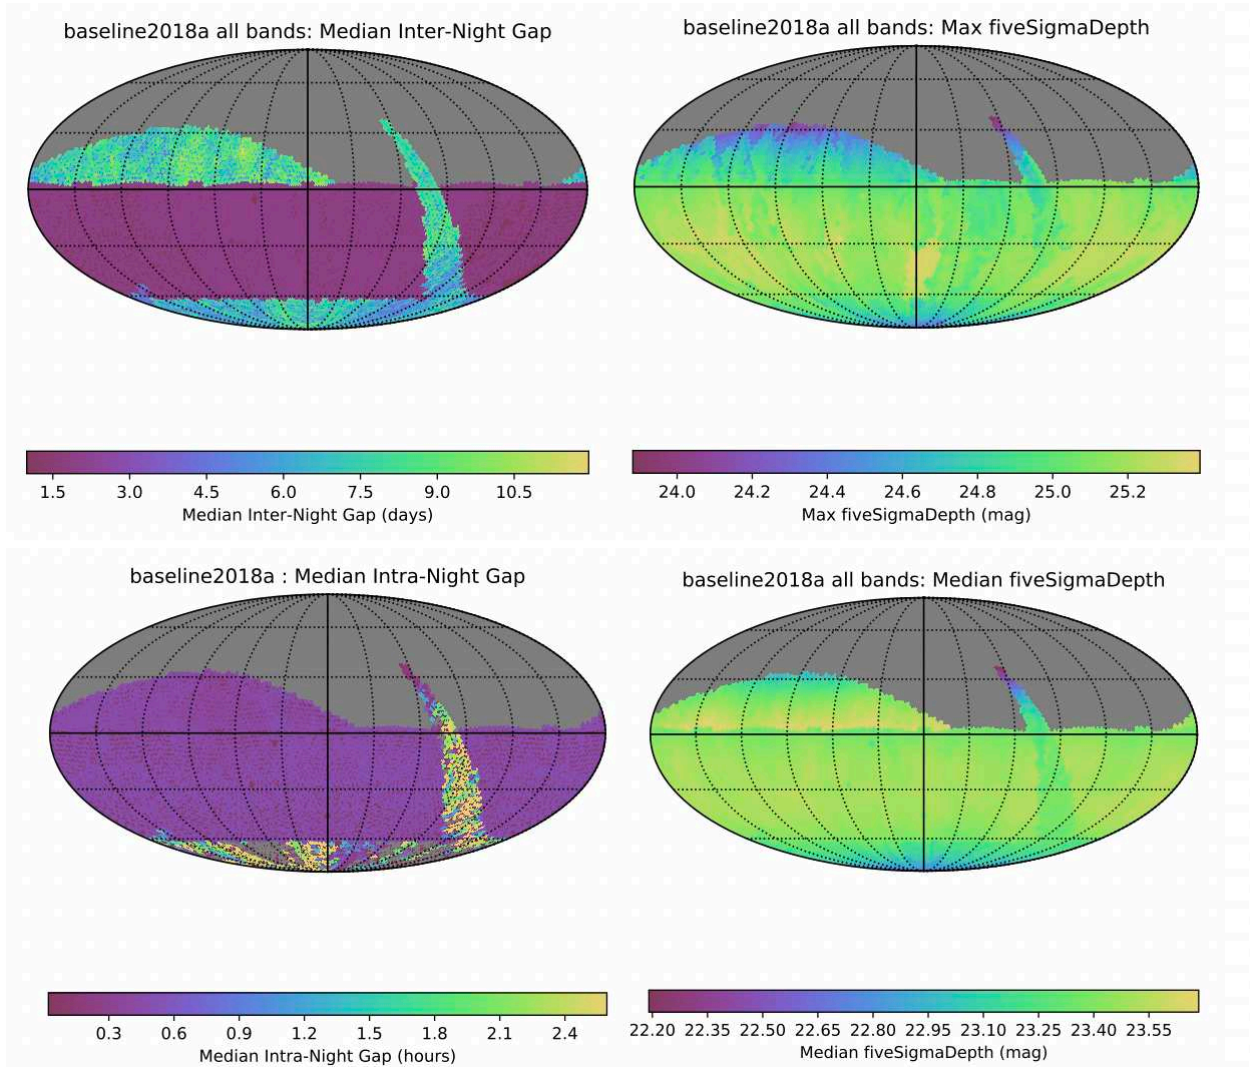 baseline2018a all bands: Median Inter-Night Gap
baseline2018a all bands: Max fiveSigmaDepth
1.5 3.0 4.5 6.0 7.5 9.0 10.5
Median Inter-Night Gap (days)
24.0 24.2 24.4 24.6 24.8 25.0 25.2
Max fiveSigmaDepth (mag)
baseline2018a : Median Intra-Night Gap
baseline2018a all bands: Median fiveSigmaDepth
0.3 0.6 0.9 1.2 1.5 1.8 2.1 2.4
Median Intra-Night Gap (hours)
22.20 22.35 22.50 22.65 22.80 22.95 23.10 23.25 23.40 23.55
Median fiveSigmaDepth (mag)